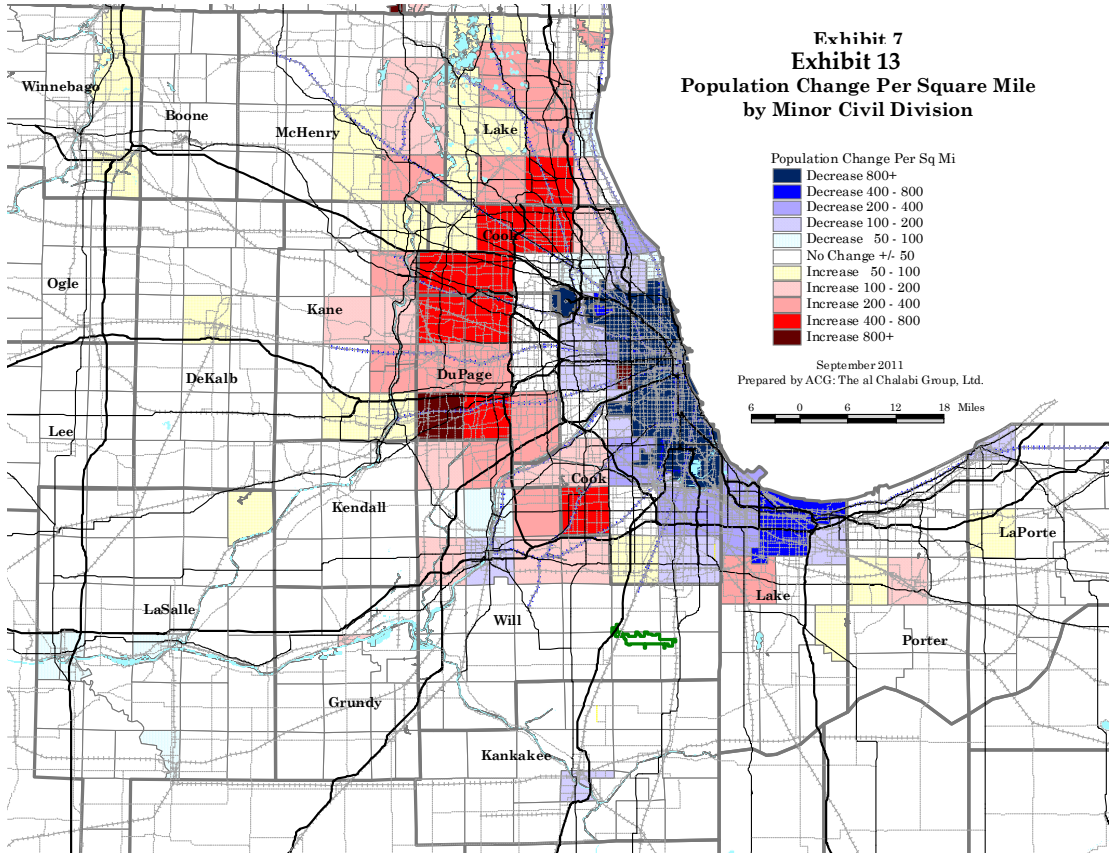 Exhibit 7
Exhibit 13
Population Change Per Square Mile
by Minor Civil Division
Population Change Per Sq Mi
Decrease 800+
Decrease 400 - 800
Decrease 200 - 400
Decrease 100 - 200
Decrease 50 - 100
No Change +/- 50
Increase 50 - 100
Increase 100 - 200
Increase 200 - 400
Increase 400 - 800
Increase 800+
September 2011
Prepared by ACG: The al Chalabi Group, Ltd.
6 0 6 12 18 Miles
Winnebago
Boone
McHenry
Lake
Cook
Ogle
Kane
DeKalb
DuPage
Lee
Cook
Kendall
LaPorte
LaSalle
Will
Lake
Porter
Grundy
Kankakee